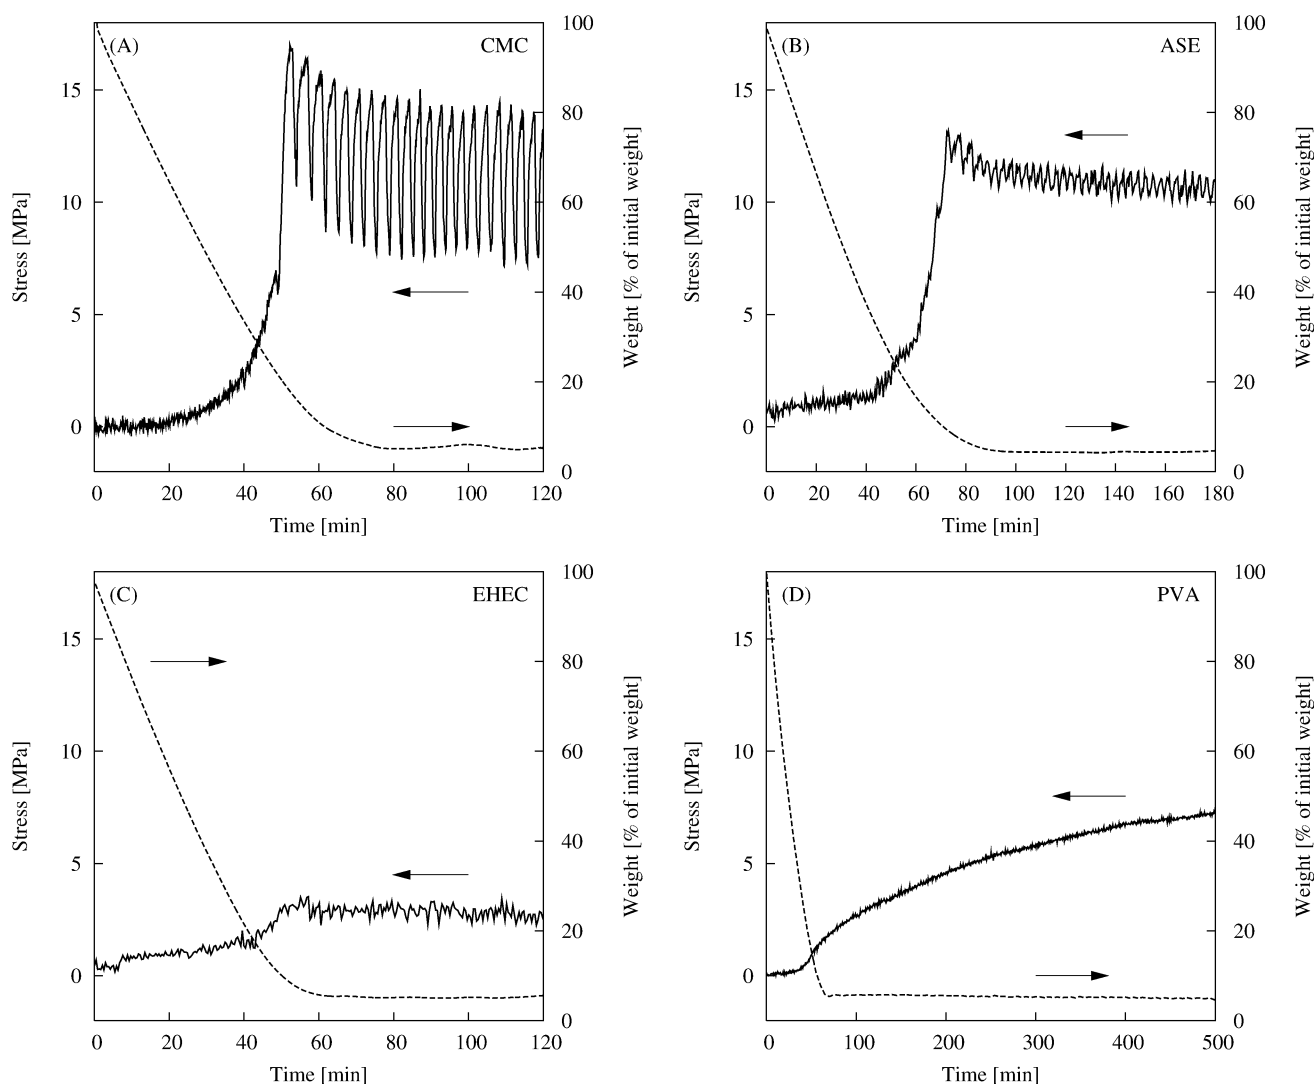 (A) CMC
Stress [MPa]
15
10
5
0
100
80
60
40
20
0
Weight [% of initial weight]
0 20 40 60 80 100 120
Time [min]
(B) ASE
Stress [MPa]
15
10
5
0
100
80
60
40
20
0
Weight [% of initial weight]
0 20 40 60 80 100 120 140 160 180
Time [min]
(C) EHEC
Stress [MPa]
15
10
5
0
100
80
60
40
20
0
Weight [% of initial weight]
0 20 40 60 80 100 120
Time [min]
(D) PVA
Stress [MPa]
15
10
5
0
100
80
60
40
20
0
Weight [% of initial weight]
0 100 200 300 400 500
Time [min]